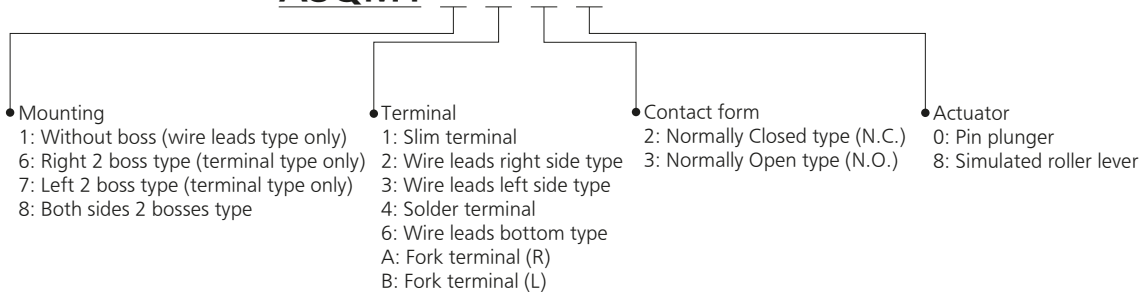 Mounting
1: Without boss (wire leads type only)
6: Right 2 boss type (terminal type only)
7: Left 2 boss type (terminal type only)
8: Both sides 2 bosses type
Terminal
1: Slim terminal
2: Wire leads right side type
3: Wire leads left side type
4: Solder terminal
6: Wire leads bottom type
A: Fork terminal (R)
B: Fork terminal (L)
Contact form
2: Normally Closed type (N.C.)
3: Normally Open type (N.O.)
Actuator
0: Pin plunger
8: Simulated roller lever